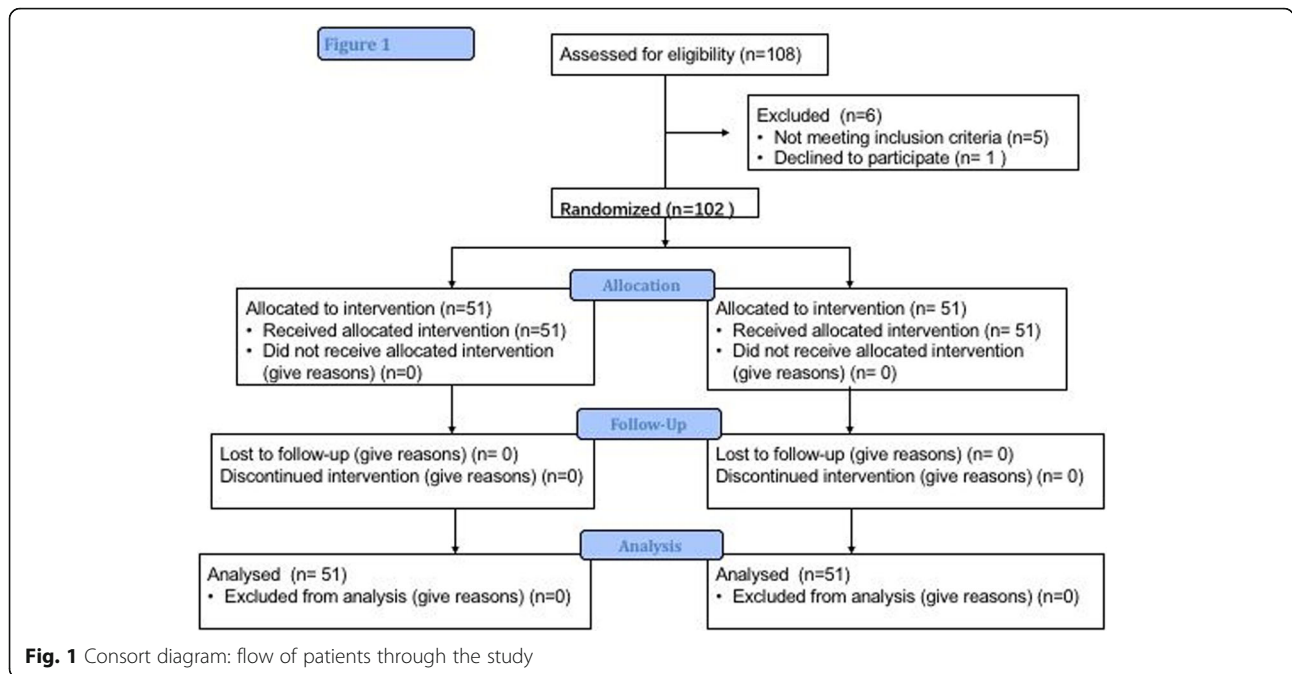 Figure 1
Assessed for eligibility (n=108)
Excluded (n=6)
• Not meeting inclusion criteria (n=5)
• Declined to participate (n= 1 )
Randomized (n=102 )
Allocation
Allocated to intervention (n=51)
• Received allocated intervention (n=51)
• Did not receive allocated intervention
(give reasons) (n=0)
Allocated to intervention (n= 51)
• Received allocated intervention (n= 51)
• Did not receive allocated intervention
(give reasons) (n= 0)
Follow-Up
Lost to follow-up (give reasons) (n= 0)
Discontinued intervention (give reasons) (n=0)
Lost to follow-up (give reasons) (n= 0)
Discontinued intervention (give reasons) (n= 0)
Analysis
Analysed (n= 51)
• Excluded from analysis (give reasons) (n=0)
Analysed (n=51)
• Excluded from analysis (give reasons) (n=0)
Fig. 1 Consort diagram: flow of patients through the study